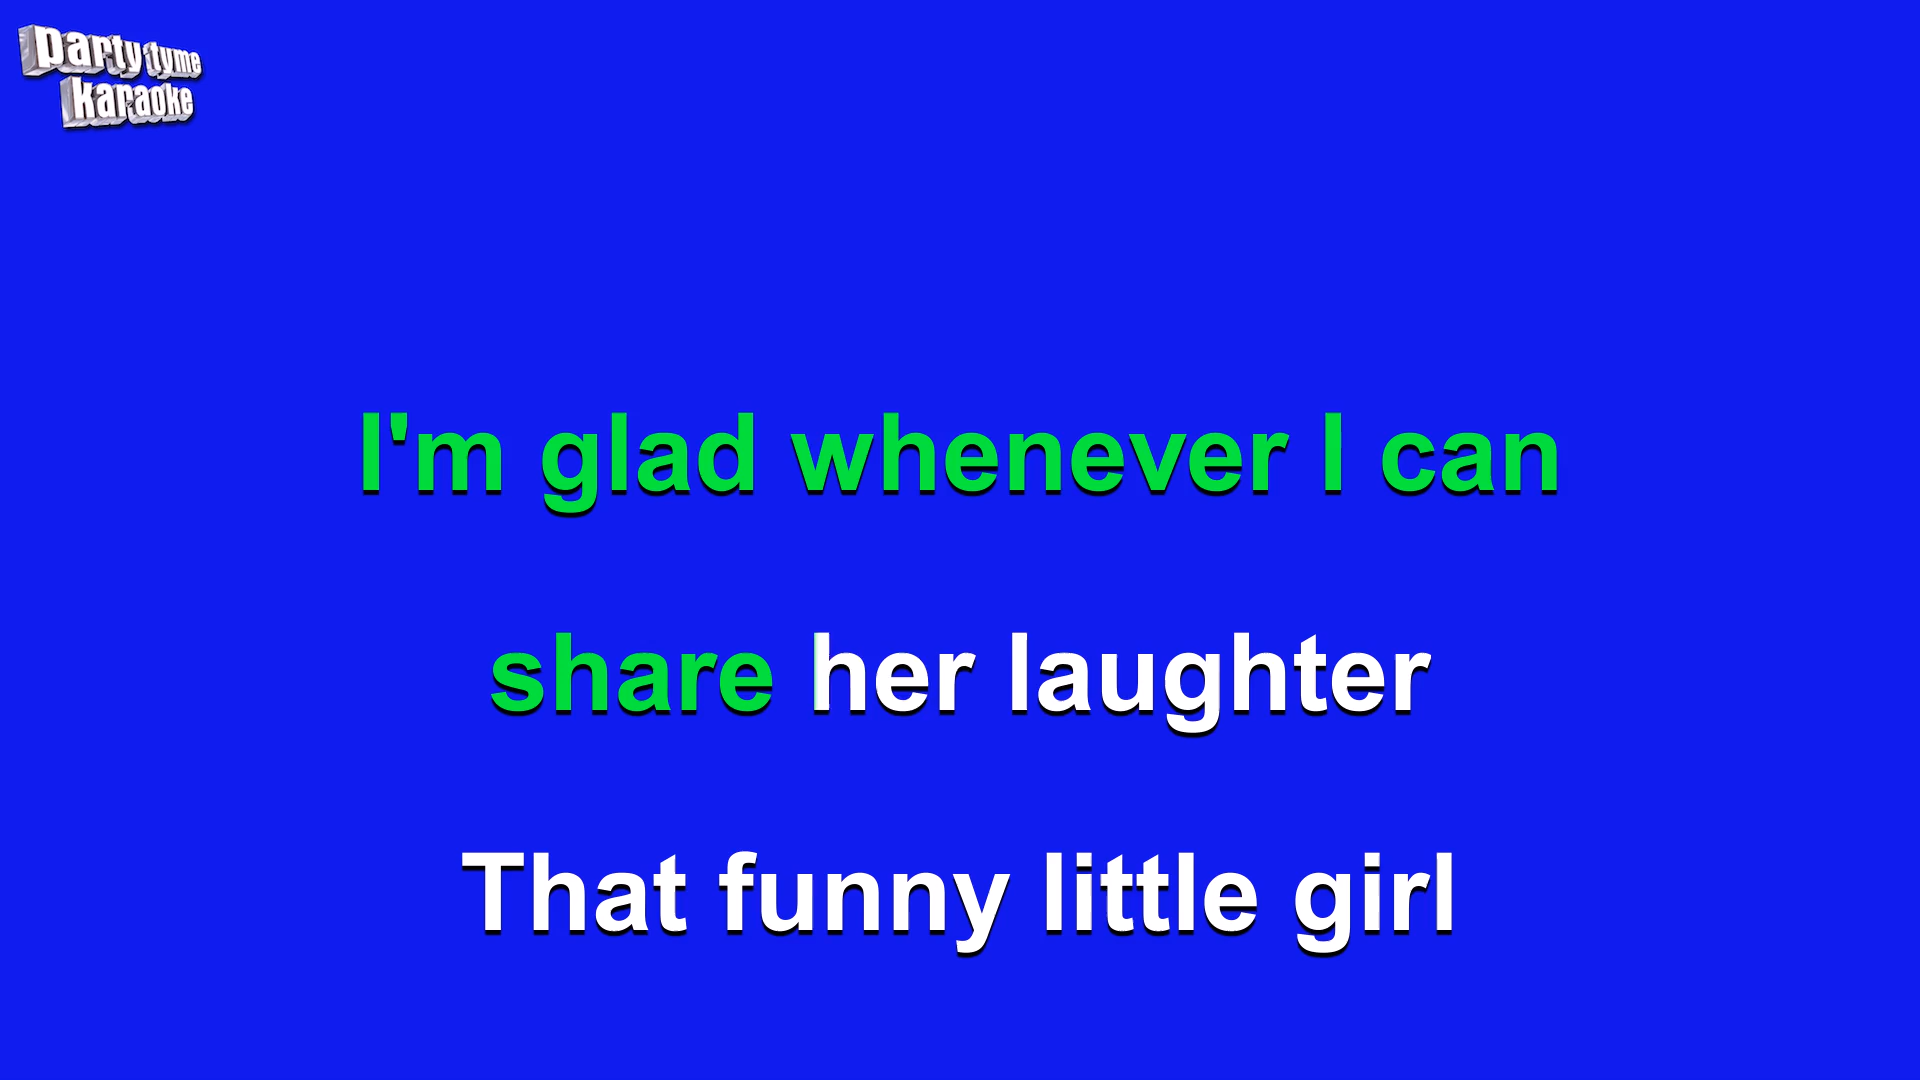 party tyme
karaoke
I'm glad whenever I can
share her laughter
That funny little girl